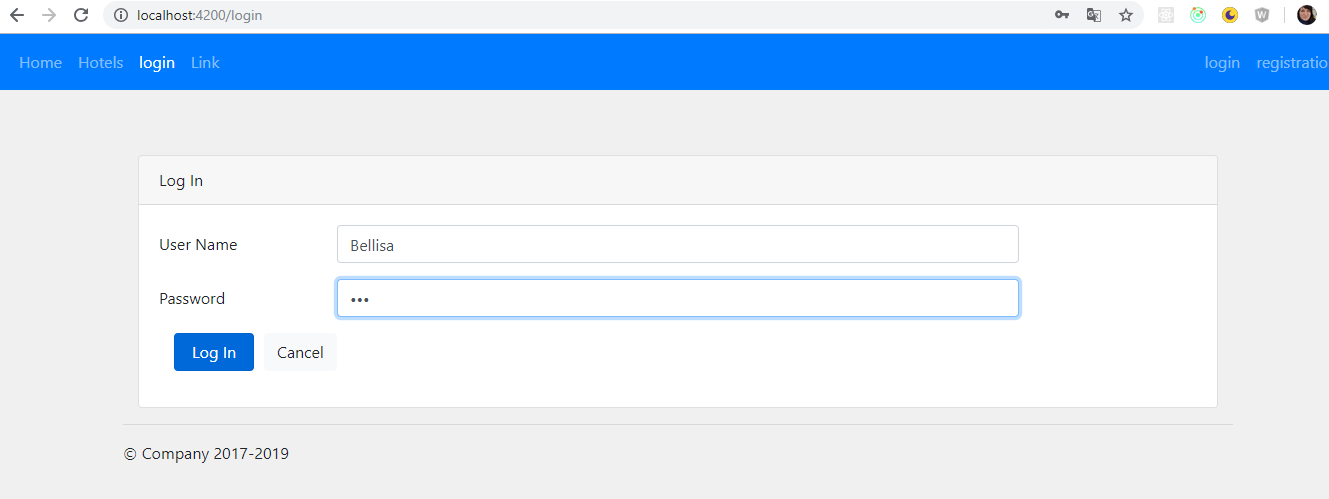 localhost:4200/login
Home Hotels login Link login registratio
Log In
User Name Bellisa
Password •••
Log In Cancel
© Company 2017-2019